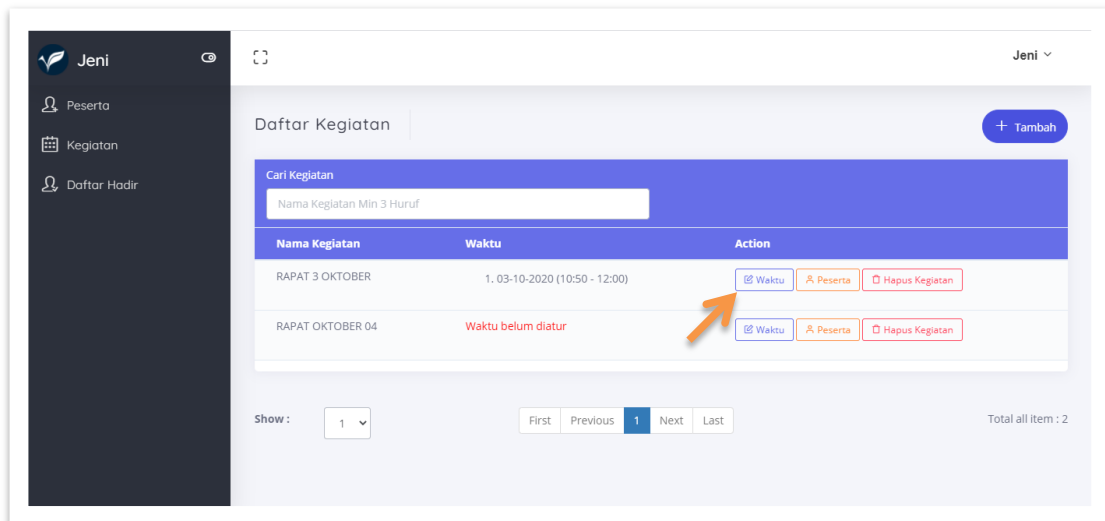 Jeni
Jeni
Peserta
Kegiatan
Daftar Hadir
Daftar Kegiatan
+ Tambah
Cari Kegiatan
Nama Kegiatan Min 3 Huruf
Nama Kegiatan Waktu Action
RAPAT 3 OKTOBER 1. 03-10-2020 (10:50 - 12:00) Waktu Peserta Hapus Kegiatan
RAPAT OKTOBER 04 Waktu belum diatur Waktu Peserta Hapus Kegiatan
Show : 1 First Previous 1 Next Last Total all item : 2